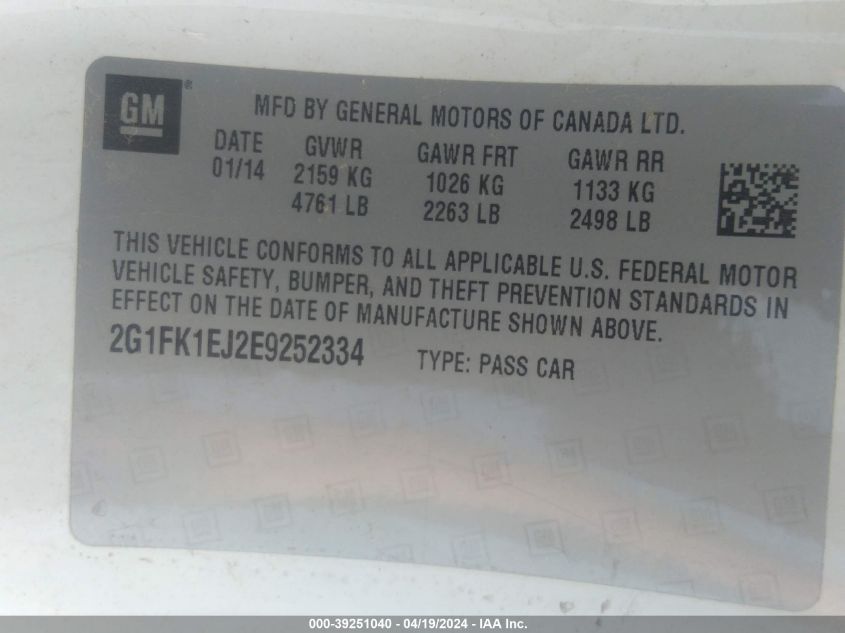 GM ®
MFD BY GENERAL MOTORS OF CANADA LTD.
DATE GVWR GAWR FRT GAWR RR
01/14 2159 KG 1026 KG 1133 KG
4761 LB 2263 LB 2498 LB
THIS VEHICLE CONFORMS TO ALL APPLICABLE U.S. FEDERAL MOTOR
VEHICLE SAFETY, BUMPER, AND THEFT PREVENTION STANDARDS IN
EFFECT ON THE DATE OF MANUFACTURE SHOWN ABOVE.
2G1FK1EJ2E9252334 TYPE: PASS CAR
000-39251040 - 04/19/2024 - IAA Inc.